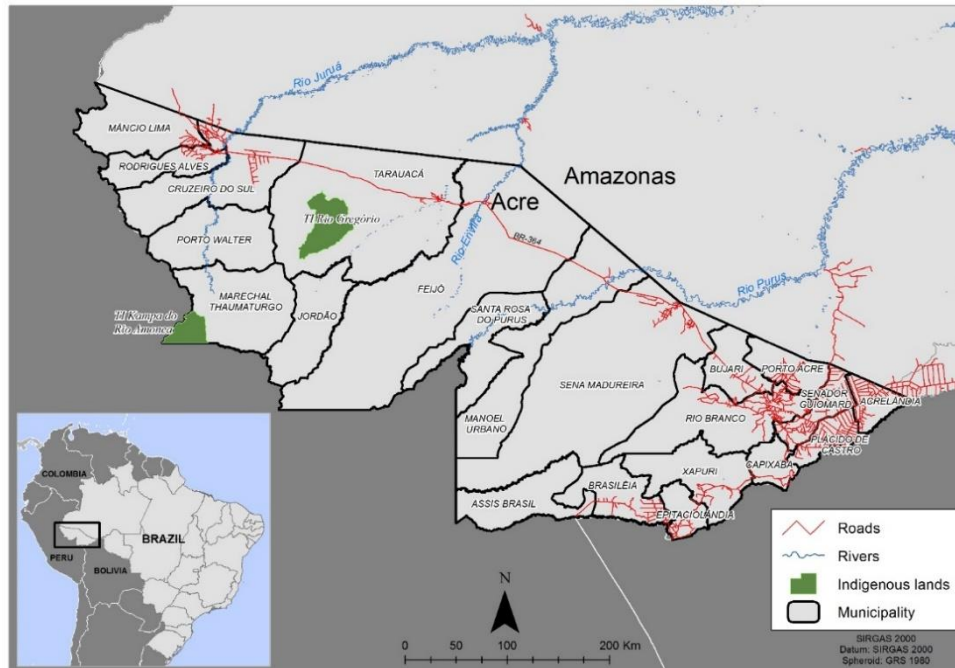 Rio Juruá
MÂNCIO LIMA
RODRIGUES ALVES
CRUZEIRO DO SUL
TARAUACÁ
Amazonas
Acre
TI Rio Gregório
Rio Envira
PORTO WALTER
BR-364
Rio Purus
FEIJÓ
MARECHAL
THAUMATURGO
JORDÃO
SANTA ROSA
DO PURUS
TI Kampa do
Rio Amonea
BUJARI
PORTO ACRE
SENA MADUREIRA
SENADOR
GUIOMARD
ACRELÂNDIA
MANOEL
URBANO
RIO BRANCO
PLÁCIDO DE
CASTRO
XAPURI
CAPIXABA
BRASILÉIA
ASSIS BRASIL
EPITACIOLÂNDIA
COLOMBIA
BRAZIL
PERU
BOLIVIA
N
0 50 100 200 Km
Roads
Rivers
Indigenous lands
Municipality
SIRGAS 2000
Datum: SIRGAS 2000
Spheroid: GRS 1980